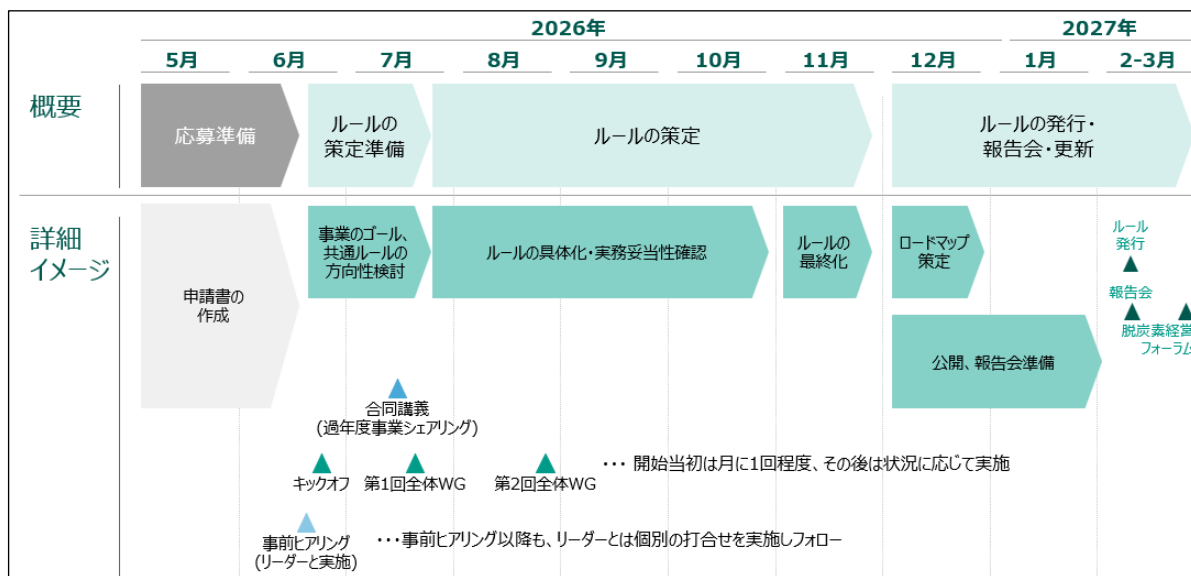 2026年
2027年
5月
6月
7月
8月
9月
10月
11月
12月
1月
2-3月
概要
応募準備
ルールの
策定準備
ルールの策定
ルールの発行・
報告会・更新
詳細
イメージ
申請書の
作成
事業のゴール、
共通ルールの
方向性検討
ルールの具体化・実務妥当性確認
ルールの
最終化
ロードマップ
策定
公開、報告会準備
ルール
発行
報告会
脱炭素経営
フォーラム
合同講義
(過年度事業シェアリング)
キックオフ
第1回全体WG
第2回全体WG
・・・ 開始当初は月に1回程度、その後は状況に応じて実施
事前ヒアリング
(リーダーと実施)
・・・事前ヒアリング以降も、リーダーとは個別の打合せを実施しフォロー